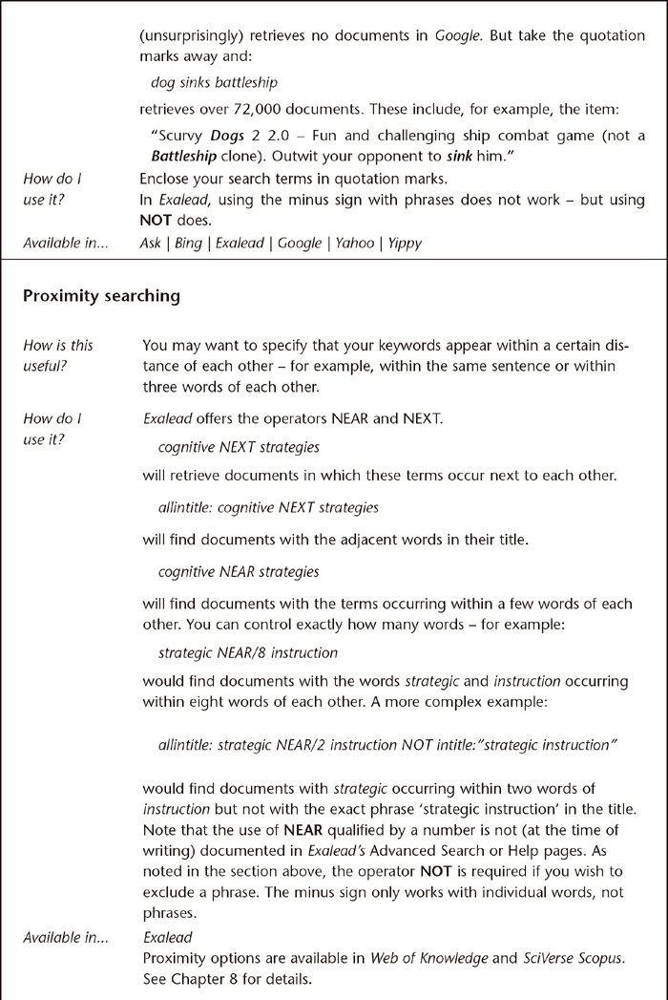 (unsurprisingly) retrieves no documents in Google. But take the quotation
marks away and:
dog sinks battleship
retrieves over 72,000 documents. These include, for example, the item:
“Scurvy Dogs 2 2.0 – Fun and challenging ship combat game (not a
Battleship clone). Outwit your opponent to sink him.”
How do I
use it?
Enclose your search terms in quotation marks.
In Exalead, using the minus sign with phrases does not work – but using
NOT does.
Available in...
Ask | Bing | Exalead | Google | Yahoo | Yippy
Proximity searching
How is this
useful?
You may want to specify that your keywords appear within a certain dis-
tance of each other – for example, within the same sentence or within
three words of each other.
How do I
use it?
Exalead offers the operators NEAR and NEXT.
cognitive NEXT strategies
will retrieve documents in which these terms occur next to each other.
allintitle: cognitive NEXT strategies
will find documents with the adjacent words in their title.
cognitive NEAR strategies
will find documents with the terms occurring within a few words of each
other. You can control exactly how many words – for example:
strategic NEAR/8 instruction
would find documents with the words strategic and instruction occurring
within eight words of each other. A more complex example:
allintitle: strategic NEAR/2 instruction NOT intitle:”strategic instruction”
would find documents with strategic occurring within two words of
instruction but not with the exact phrase ‘strategic instruction’ in the title.
Note that the use of NEAR qualified by a number is not (at the time of
writing) documented in Exalead’s Advanced Search or Help pages. As
noted in the section above, the operator NOT is required if you wish to
exclude a phrase. The minus sign only works with individual words, not
phrases.
Available in...
Exalead
Proximity options are available in Web of Knowledge and SciVerse Scopus.
See Chapter 8 for details.